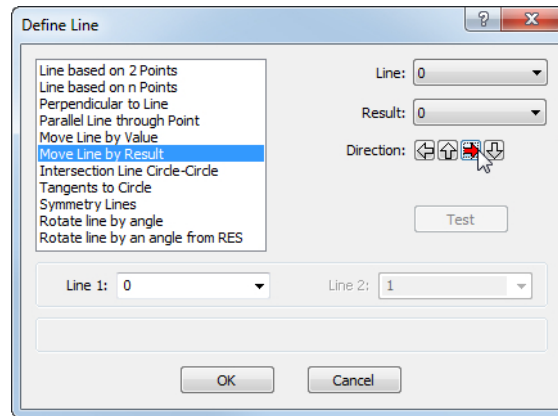 Define Line
?
Line based on 2 Points
Line based on n Points
Perpendicular to Line
Parallel Line through Point
Move Line by Value
Move Line by Result
Intersection Line Circle-Circle
Tangents to Circle
Symmetry Lines
Rotate line by angle
Rotate line by an angle from RES
Line: 0
Result: 0
Direction:
Test
Line 1: 0
Line 2: 1
OK
Cancel